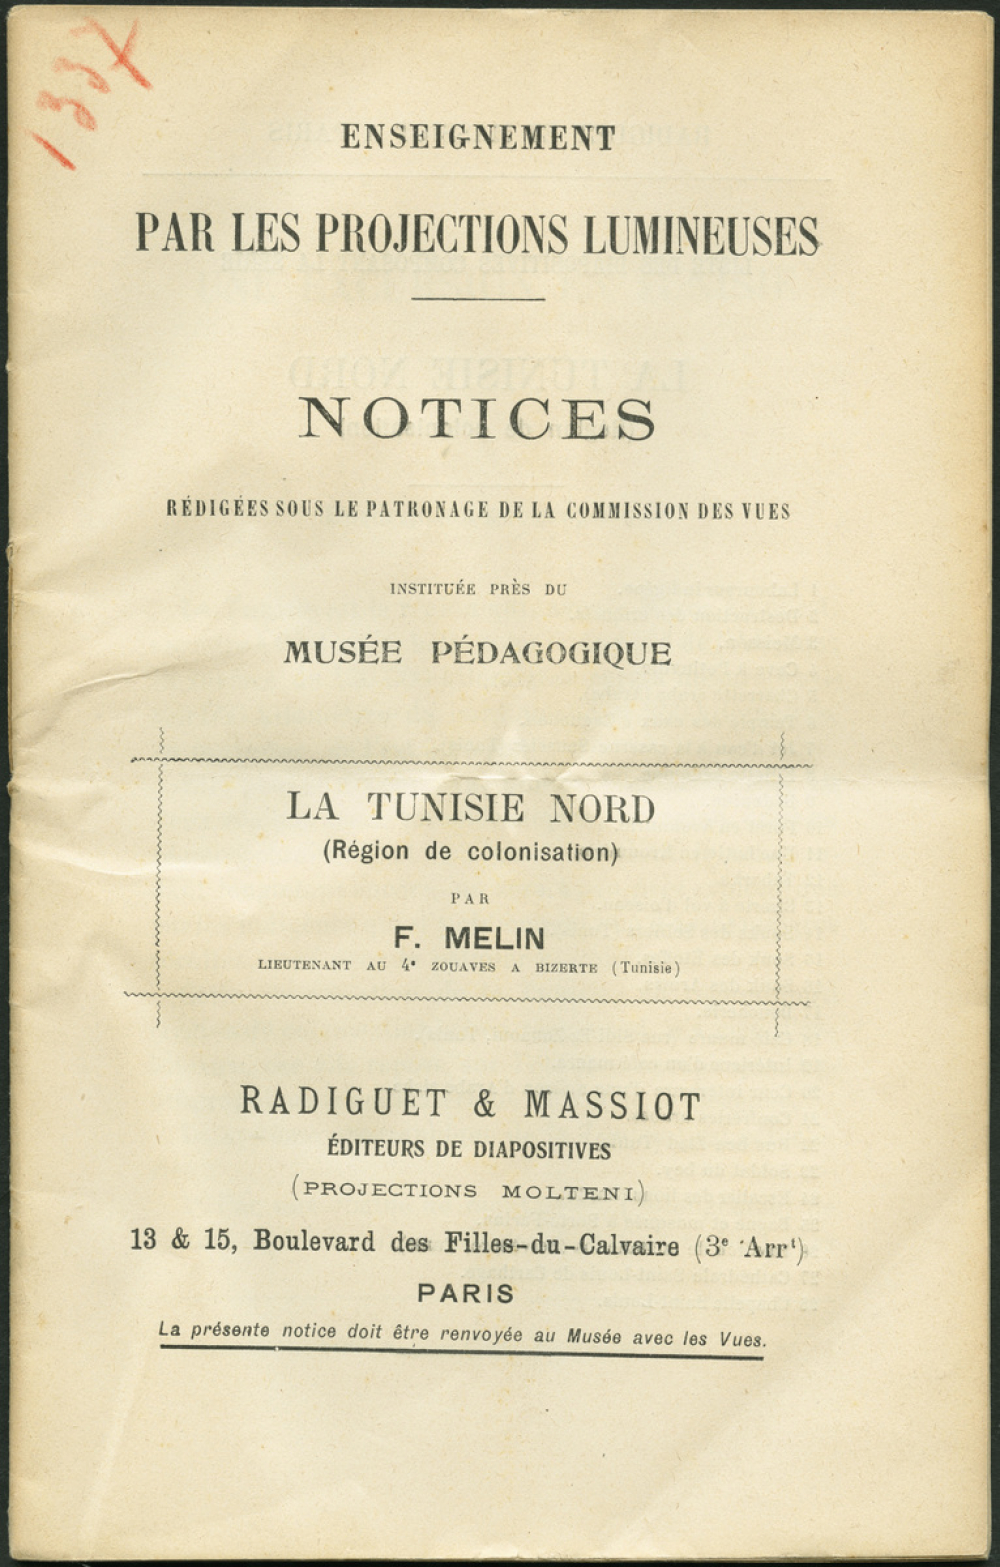 1337
ENSEIGNEMENT
PAR LES PROJECTIONS LUMINEUSES
NOTICES
RÉDIGÉES SOUS LE PATRONAGE DE LA COMMISSION DES VUES
INSTITUÉE PRÈS DU
MUSÉE PÉDAGOGIQUE
LA TUNISIE NORD
(Région de colonisation)
PAR
F. MELIN
LIEUTENANT AU 4e ZOUAVES A BIZERTE (Tunisie)
RADIGUET & MASSIOT
ÉDITEURS DE DIAPOSITIVES
(PROJECTIONS MOLTENI)
13 & 15, Boulevard des Filles-du-Calvaire (3e Arrt)
PARIS
La présente notice doit être renvoyée au Musée avec les Vues.